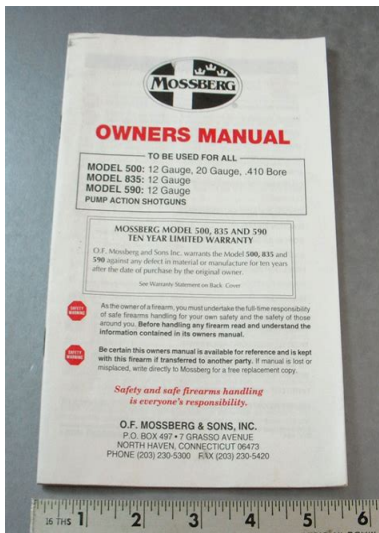 MOSSBERG
OWNERS MANUAL
TO BE USED FOR ALL
MODEL 500: 12 Gauge, 20 Gauge, .410 Bore
MODEL 835: 12 Gauge
MODEL 590: 12 Gauge
PUMP ACTION SHOTGUNS
MOSSBERG MODEL 500, 835 AND 590
TEN YEAR LIMITED WARRANTY
O.F. Mossberg and Sons Inc. warrants the Model 500, 835 and
590 against any defect in material or manufacture for ten years
after the date of purchase by the original owner.
See Warranty Statement on Back Cover
SAFETY
WARNING
As the owner of a firearm, you must undertake the full-time responsibility
of safe firearms handling for your own safety and the safety of those
around you. Before handling any firearm read and understand the
information contained in its owners manual.
SAFETY
WARNING
Be certain this owners manual is available for reference and is kept
with this firearm if transferred to another party. If manual is lost or
misplaced, write directly to Mossberg for a free replacement copy.
Safety and safe firearms handling
is everyone's responsibility.
O.F. MOSSBERG & SONS, INC.
P.O. BOX 497 • 7 GRASSO AVENUE
NORTH HAVEN, CONNECTICUT 06473
PHONE (203) 230-5300 FAX (203) 230-5420
16 THS 1 2 3 4 5 6